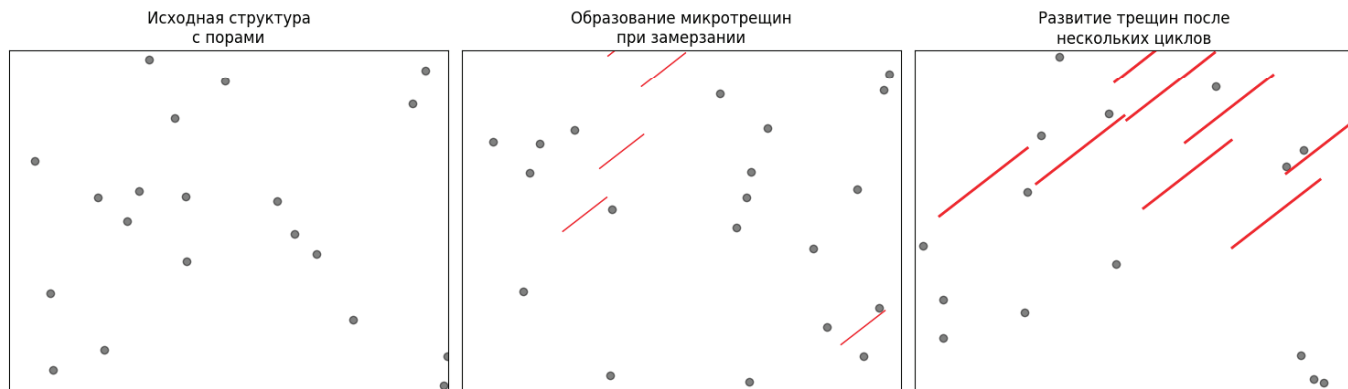 Исходная структура
с порами
Образование микротрещин
при замерзании
Развитие трещин после
нескольких циклов